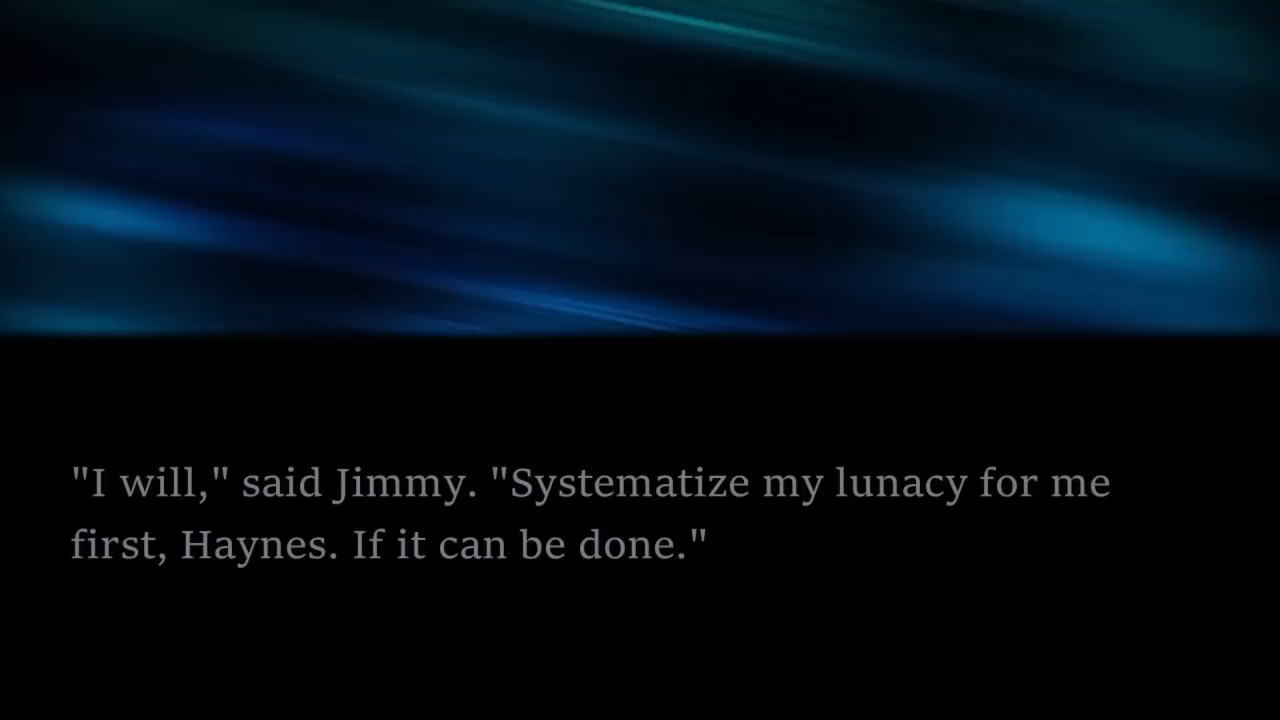 "I will," said Jimmy. "Systematize my lunacy for me
first, Haynes. If it can be done."